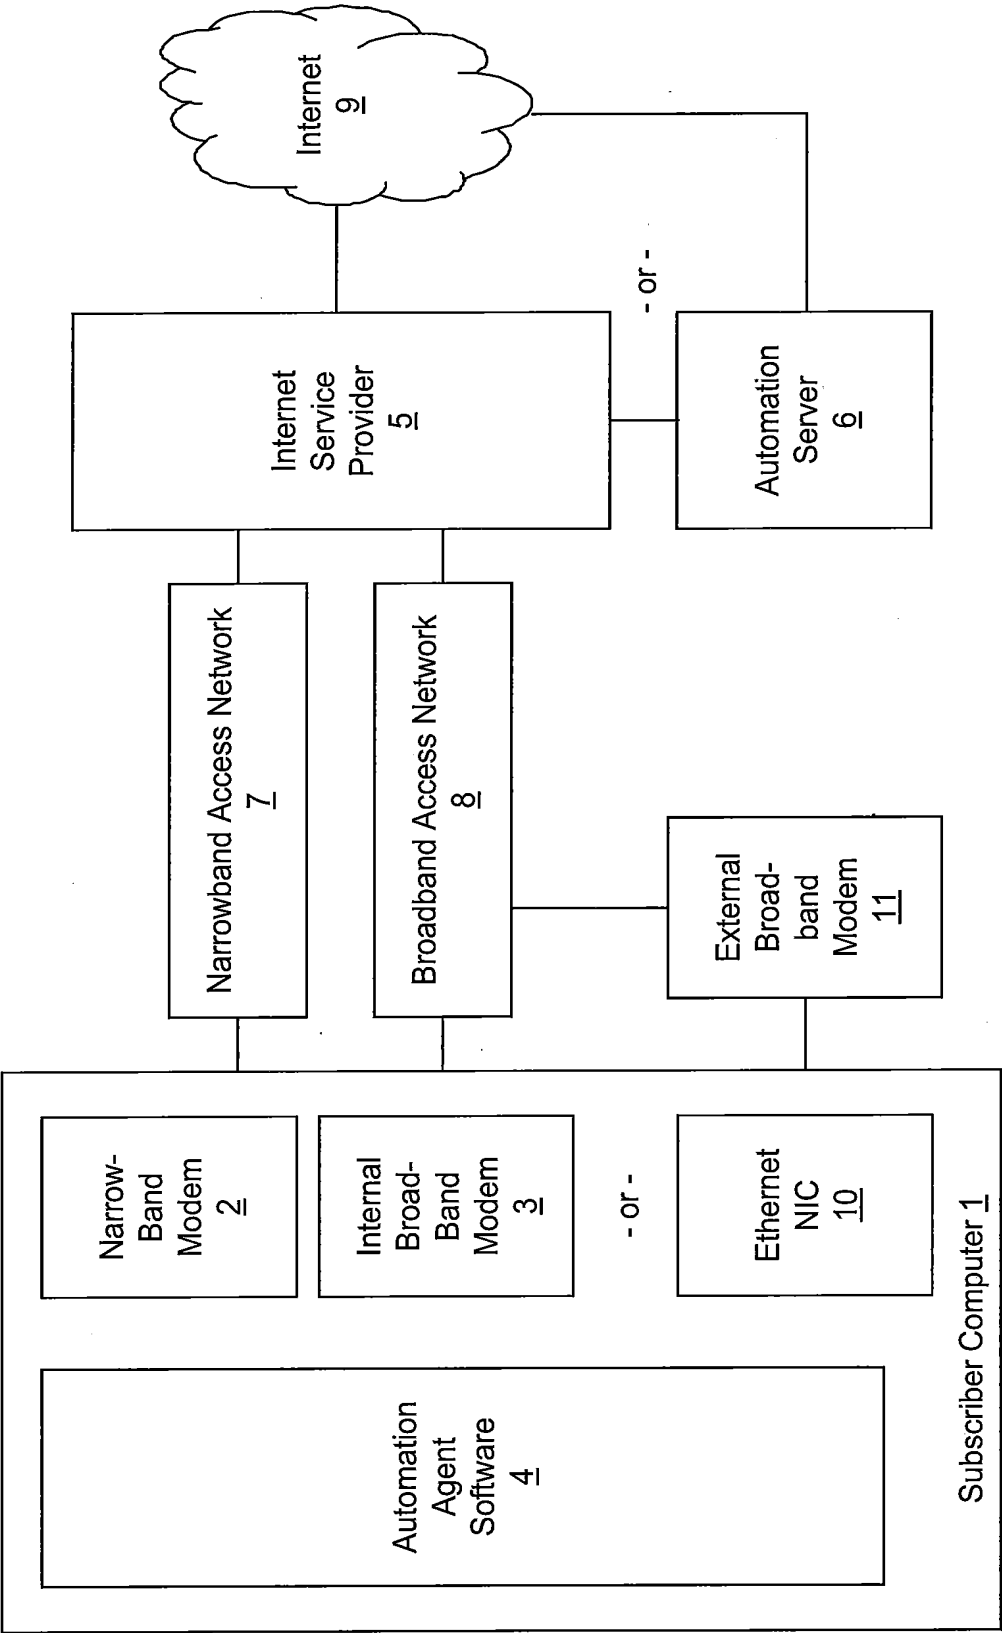 Automation
Agent
Software
4
Narrow-
Band
Modem
2
Internal
Broad-
Band
Modem
3
- or -
Ethernet
NIC
10
Subscriber Computer 1
Narrowband Access Network
7
Broadband Access Network
8
External
Broad-
band
Modem
11
Internet
Service
Provider
5
- or -
Automation
Server
6
Internet
9